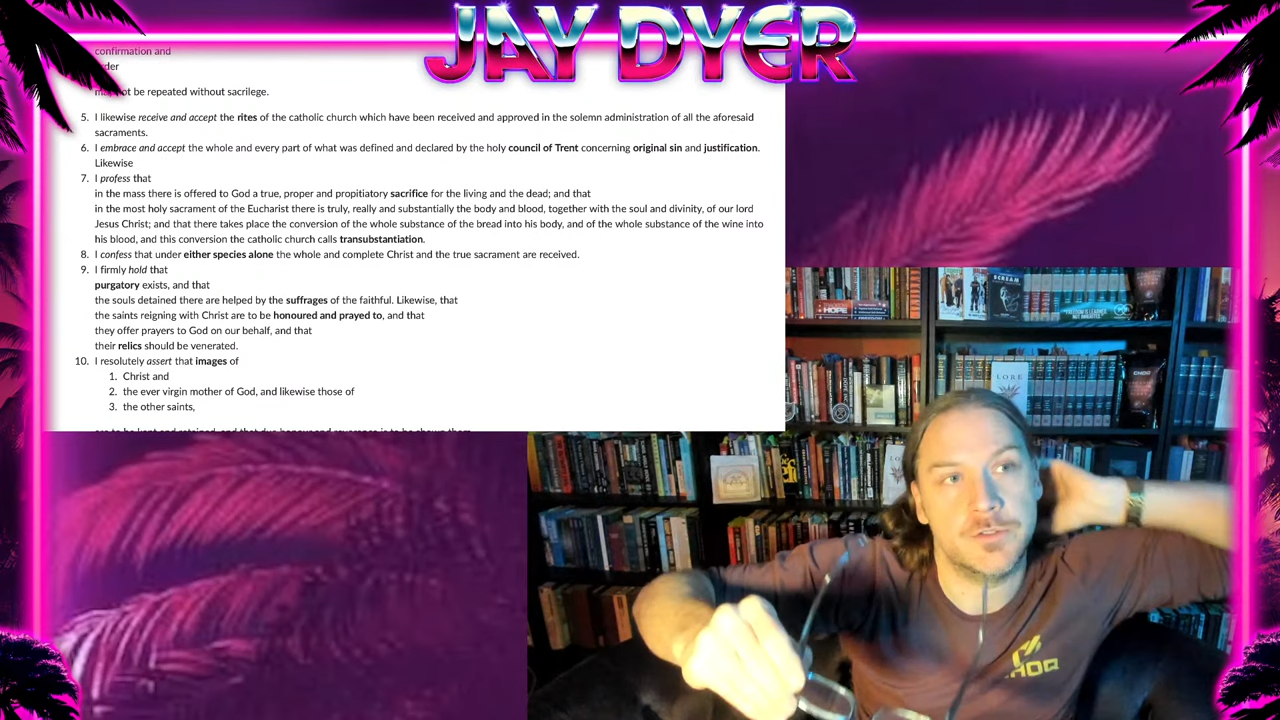 JAY DYER
confirmation and
be repeated without sacrilege.
5. I likewise receive and accept the rites of the catholic church which have been received and approved in the solemn administration of all the aforesaid
sacraments.
6. I embrace and accept the whole and every part of what was defined and declared by the holy council of Trent concerning original sin and justification.
Likewise
7. I profess that
in the mass there is offered to God a true, proper and propitiatory sacrifice for the living and the dead; and that
in the most holy sacrament of the Eucharist there is truly, really and substantially the body and blood, together with the soul and divinity, of our lord
Jesus Christ; and that there takes place the conversion of the whole substance of the bread into his body, and of the whole substance of the wine into
his blood, and this conversion the catholic church calls transubstantiation.
8. I confess that under either species alone the whole and complete Christ and the true sacrament are received.
9. I firmly hold that
purgatory exists, and that
the souls detained there are helped by the suffrages of the faithful. Likewise, that
the saints reigning with Christ are to be honoured and prayed to, and that
they offer prayers to God on our behalf, and that
their relics should be venerated.
10. I resolutely assert that images of
1. Christ and
2. the ever virgin mother of God, and likewise those of
3. the other saints,
HOPE
SCREAM
LORE
CHOQ